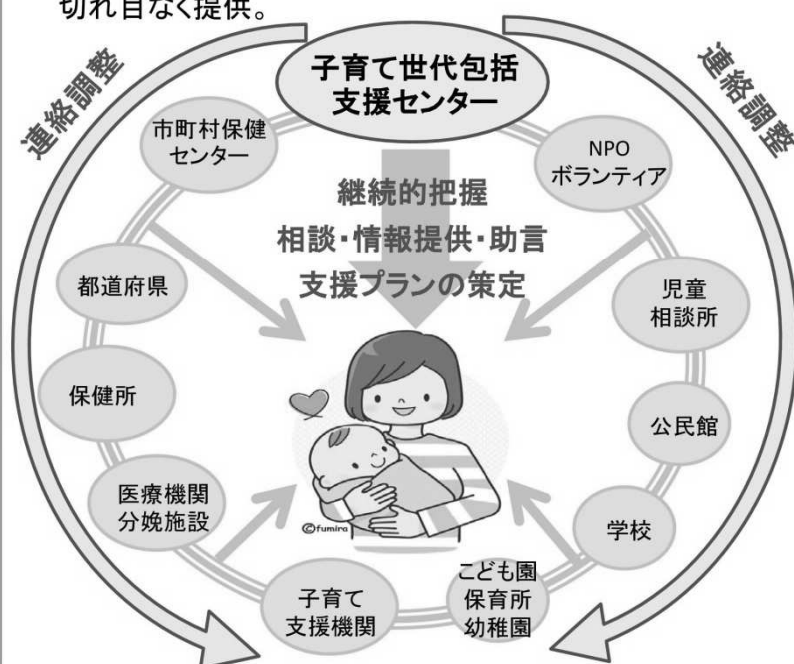 切れ目なく提供。
子育て世代包括
支援センター
連絡調整
連絡調整
市町村保健
センター
NPO
ボランティア
継続的把握
相談・情報提供・助言
支援プランの策定
都道府県
児童
相談所
保健所
公民館
医療機関
分娩施設
学校
©fumira
子育て
支援機関
こども園
保育所
幼稚園